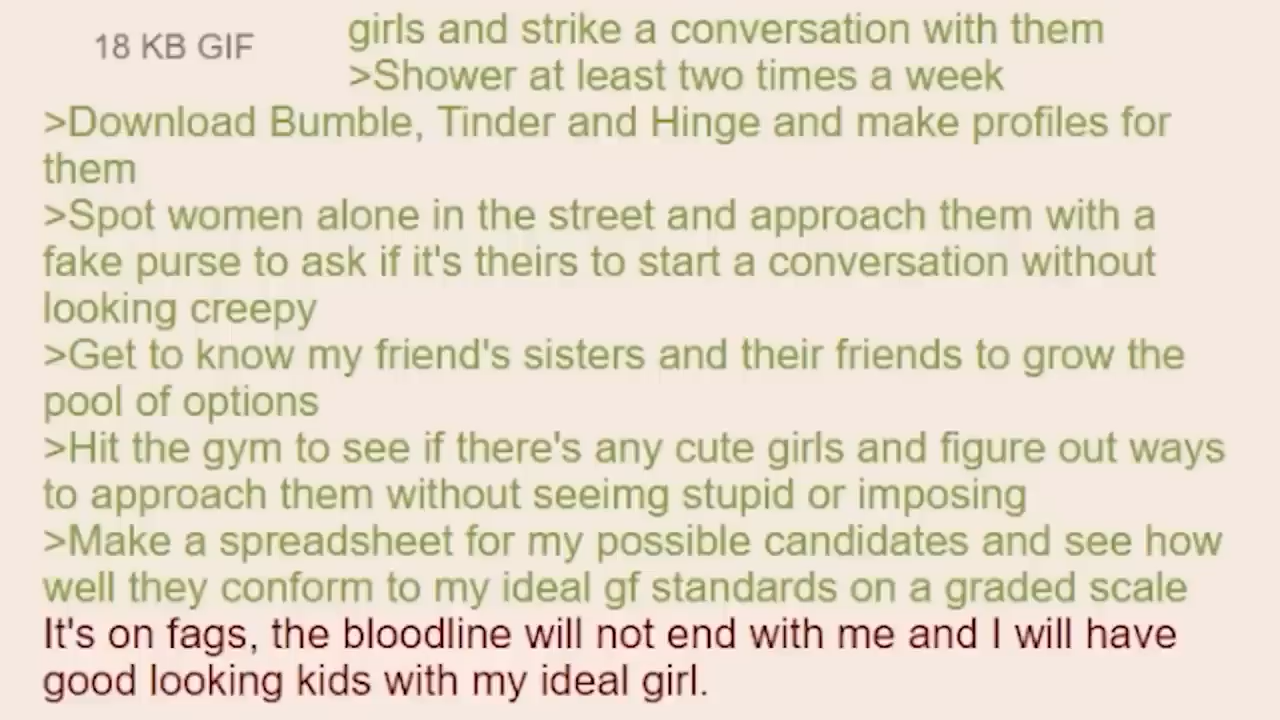 18 KB GIF
girls and strike a conversation with them
>Shower at least two times a week
>Download Bumble, Tinder and Hinge and make profiles for
them
>Spot women alone in the street and approach them with a
fake purse to ask if it's theirs to start a conversation without
looking creepy
>Get to know my friend's sisters and their friends to grow the
pool of options
>Hit the gym to see if there's any cute girls and figure out ways
to approach them without seeimg stupid or imposing
>Make a spreadsheet for my possible candidates and see how
well they conform to my ideal gf standards on a graded scale
It's on fags, the bloodline will not end with me and I will have
good looking kids with my ideal girl.